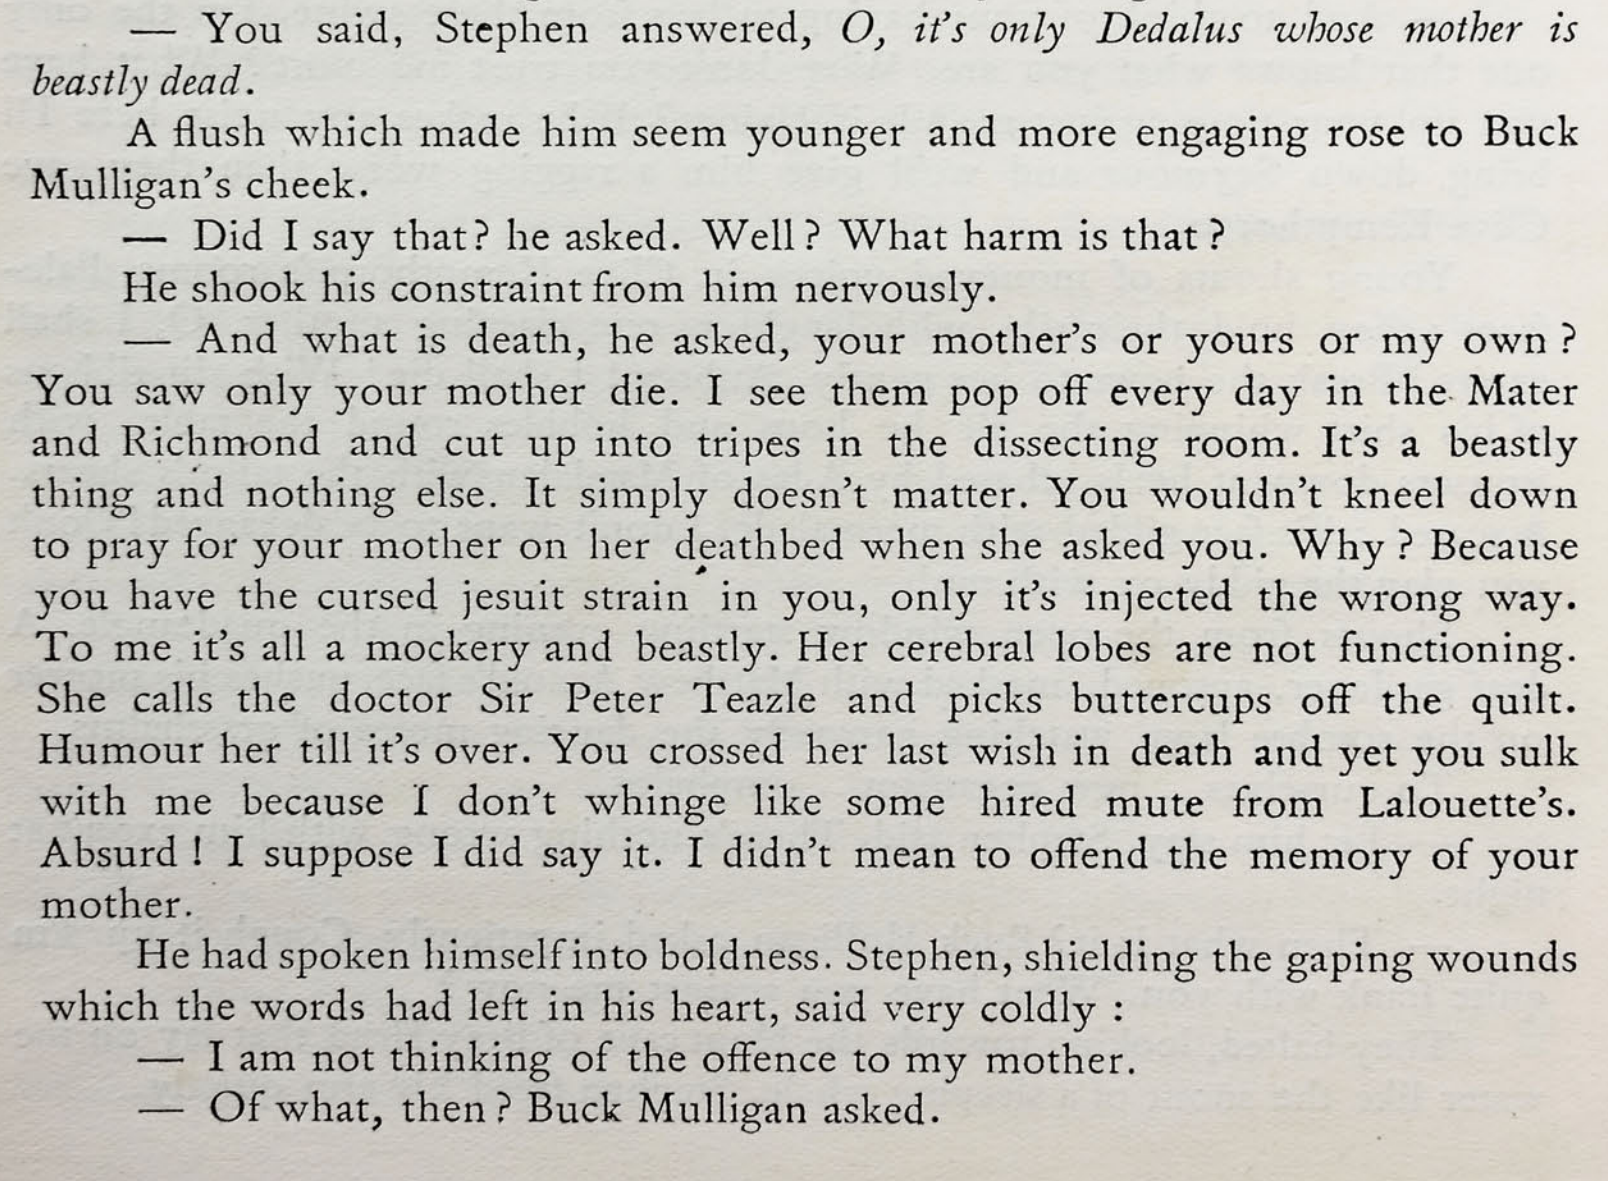 — You said, Stephen answered, O, it's only Dedalus whose mother is
beastly dead.
A flush which made him seem younger and more engaging rose to Buck
Mulligan's cheek.
— Did I say that? he asked. Well? What harm is that?
He shook his constraint from him nervously.
— And what is death, he asked, your mother's or yours or my own?
You saw only your mother die. I see them pop off every day in the Mater
and Richmond and cut up into tripes in the dissecting room. It's a beastly
thing and nothing else. It simply doesn't matter. You wouldn't kneel down
to pray for your mother on her deathbed when she asked you. Why? Because
you have the cursed jesuit strain in you, only it's injected the wrong way.
To me it's all a mockery and beastly. Her cerebral lobes are not functioning.
She calls the doctor Sir Peter Teazle and picks buttercups off the quilt.
Humour her till it's over. You crossed her last wish in death and yet you sulk
with me because I don't whinge like some hired mute from Lalouette's.
Absurd! I suppose I did say it. I didn't mean to offend the memory of your
mother.
He had spoken himself into boldness. Stephen, shielding the gaping wounds
which the words had left in his heart, said very coldly :
— I am not thinking of the offence to my mother.
— Of what, then? Buck Mulligan asked.